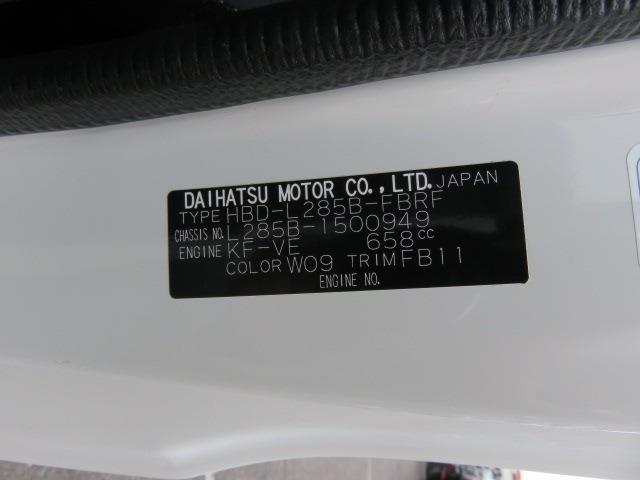 DAIHATSU MOTOR CO., LTD. JAPAN
TYPE HBD-L285B-FBRF
CHASSIS NO. L285B-1500949
ENGINE KF-VE 658CC
COLOR W09 TRIM FB11
ENGINE NO.